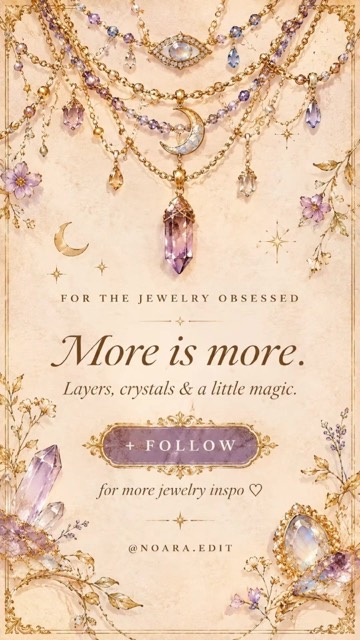 FOR THE JEWELRY OBSESSED
More is more.
Layers, crystals & a little magic.
+ FOLLOW
for more jewelry inspo ♡
@NOARA.EDIT